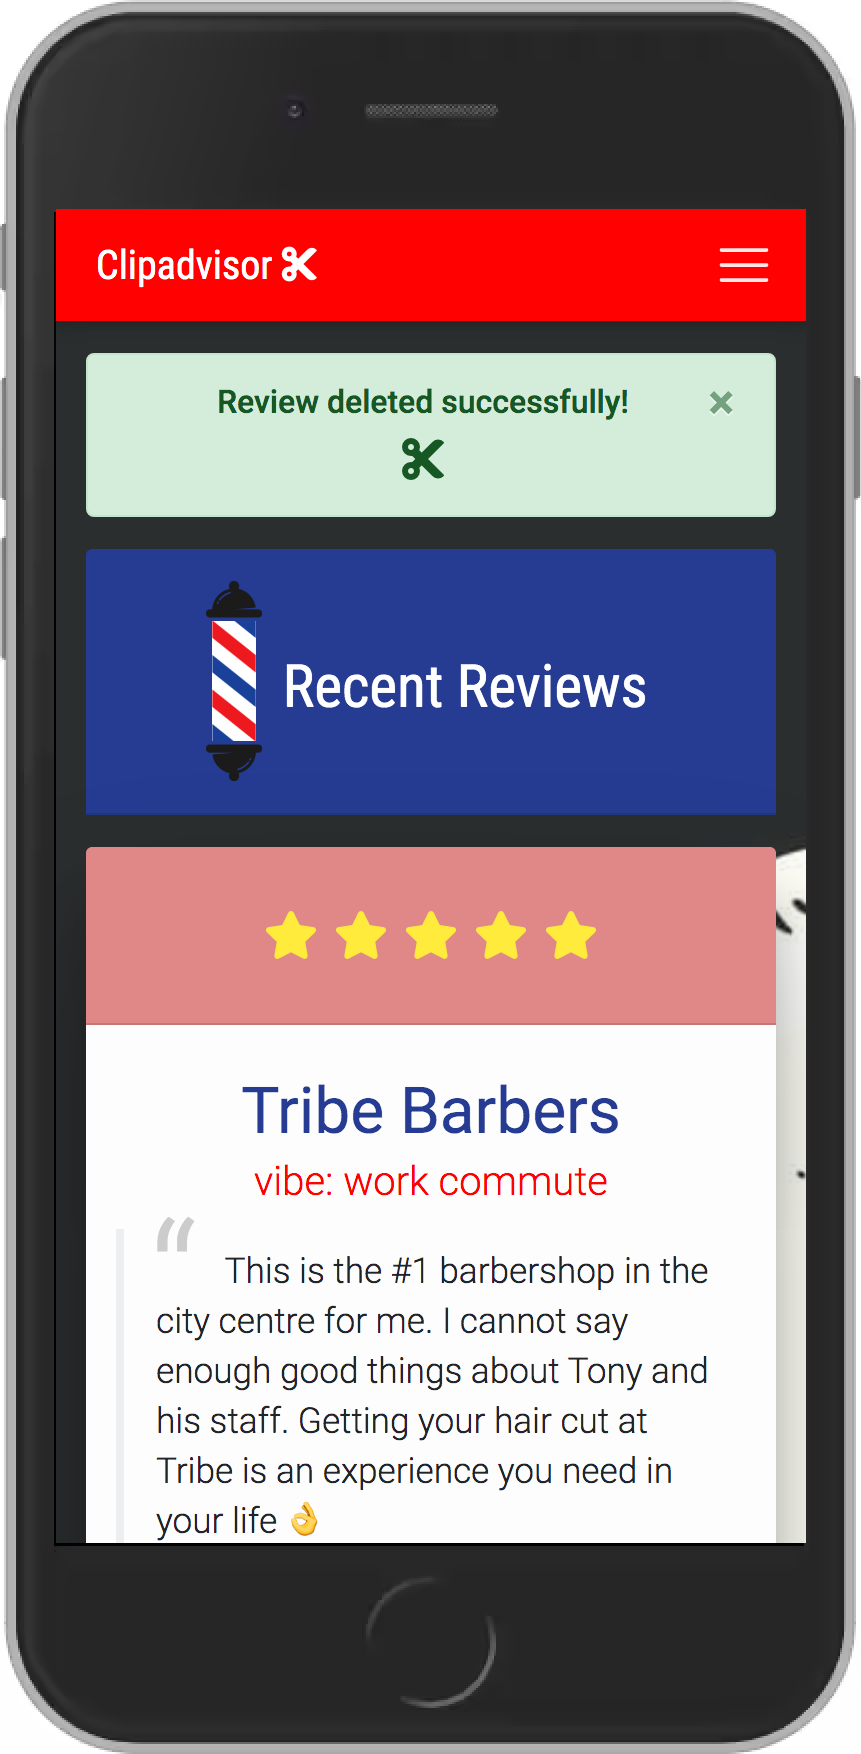 Clipadvisor
Review deleted successfully!
×
Recent Reviews
Tribe Barbers
vibe: work commute
“ This is the #1 barbershop in the
city centre for me. I cannot say
enough good things about Tony and
his staff. Getting your hair cut at
Tribe is an experience you need in
your life 👌